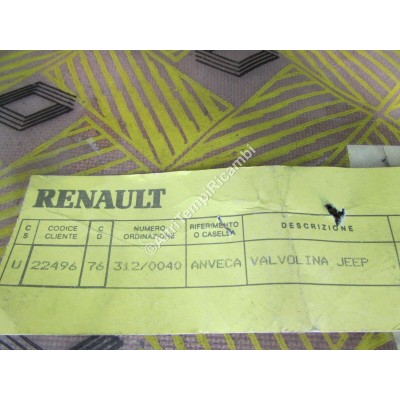 RENAULT
C S CODICE CLIENTE C D NUMERO ORDINAZIONE RIFERIMENTO O CASELLA DESCRIZIONE
U 22496 76 312/0040 ANVECA VALVOLINA JEEP
©AltriTempiRicambi